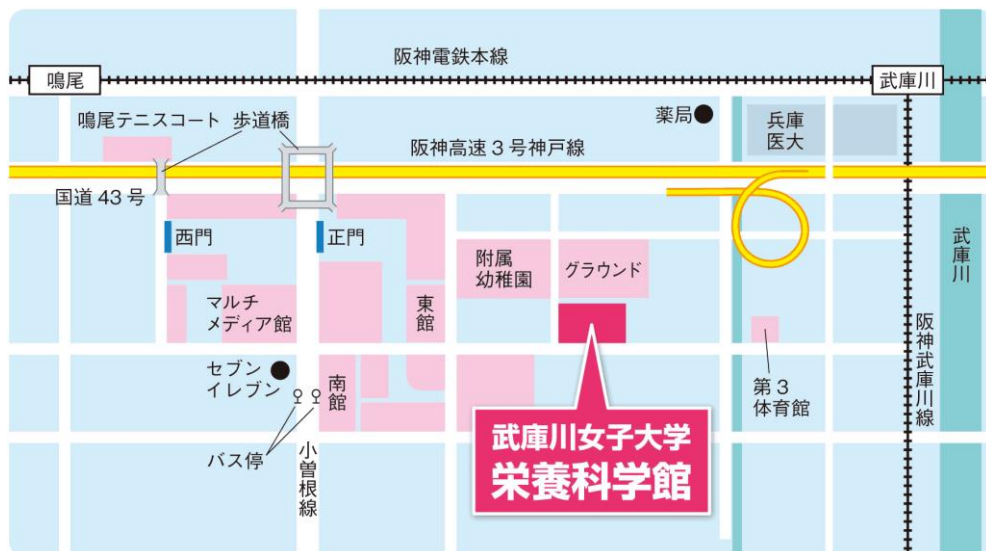 阪神電鉄本線
鳴尾
武庫川
鳴尾テニスコート
歩道橋
薬局
兵庫
医大
阪神高速3号神戸線
国道43号
西門
正門
附属
幼稚園
グラウンド
武庫川
マルチ
メディア館
東館
阪神武庫川線
セブン
イレブン
南館
第3
体育館
バス停
小曽根線
武庫川女子大学
栄養科学館